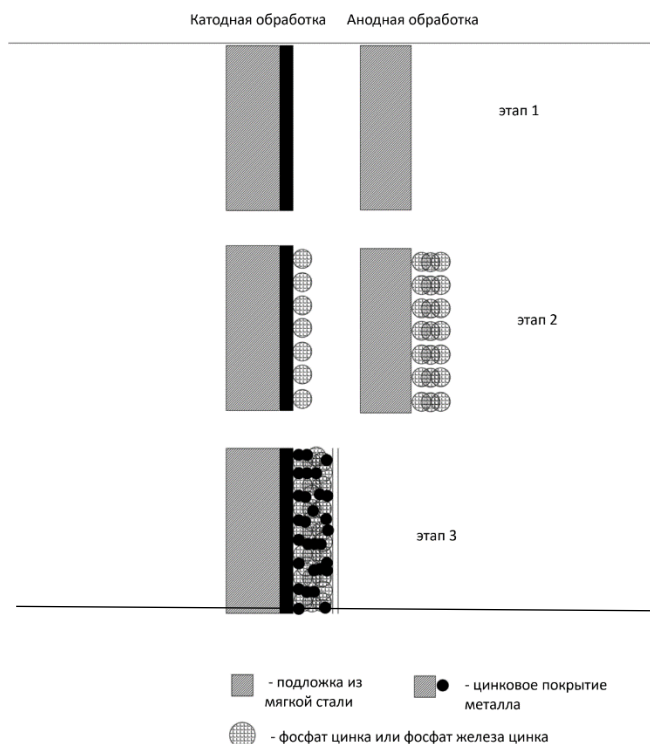 Катодная обработка Анодная обработка
этап 1
этап 2
этап 3
- подложка из
мягкой стали
- цинковое покрытие
металла
- фосфат цинка или фосфат железа цинка